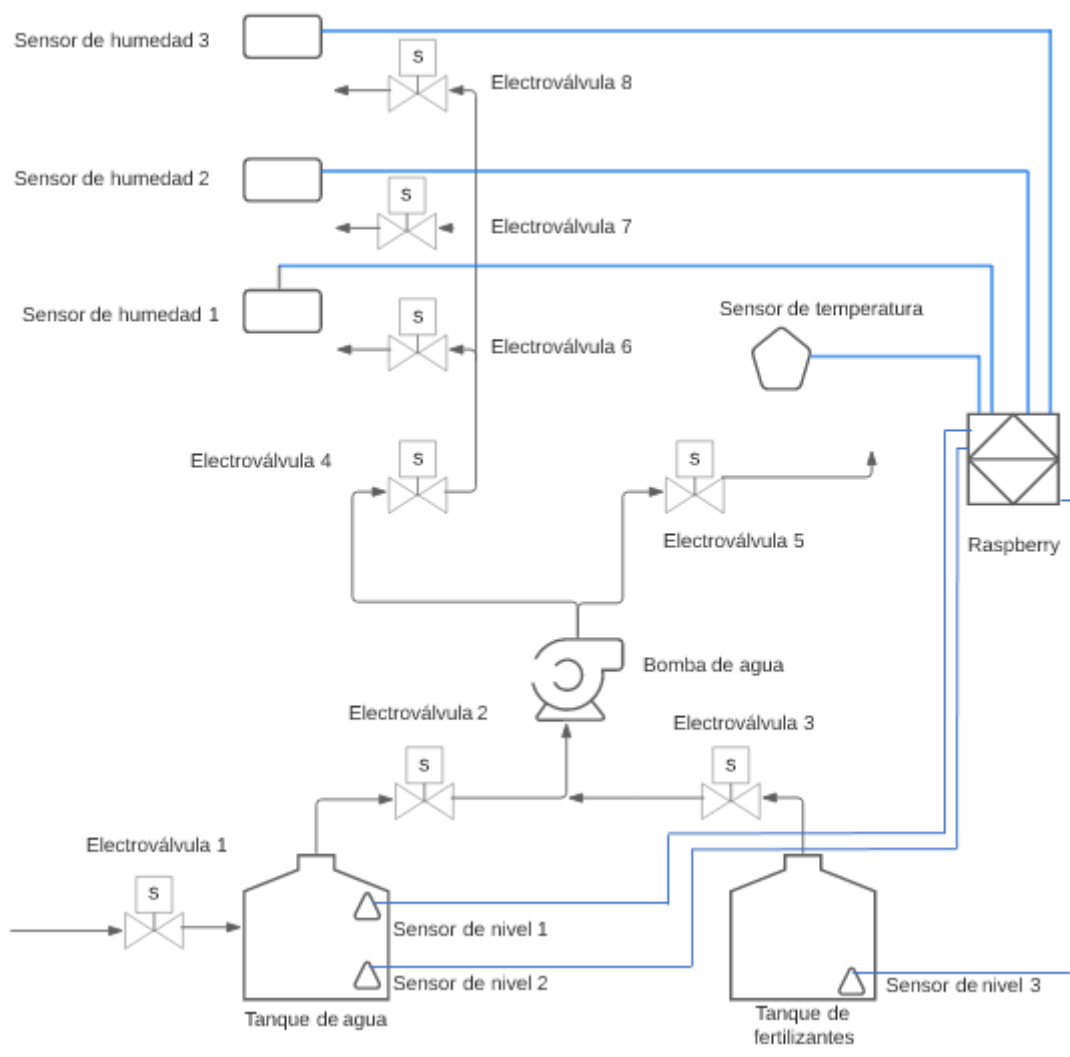 Sensor de humedad 3
S
Electroválvula 8
Sensor de humedad 2
S
Electroválvula 7
Sensor de humedad 1
S
Electroválvula 6
Sensor de temperatura
Electroválvula 4
S
S
Electroválvula 5
Raspberry
Bomba de agua
Electroválvula 2
S
Electroválvula 3
S
Electroválvula 1
S
Sensor de nivel 1
Sensor de nivel 2
Tanque de agua
Sensor de nivel 3
Tanque de
fertilizantes